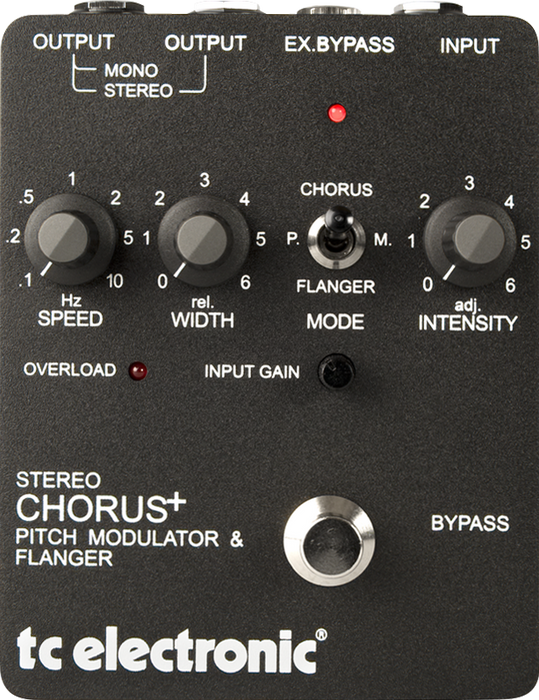 OUTPUT OUTPUT EX.BYPASS INPUT
MONO
STEREO
.1 .2 .5 1 2 5 10
Hz
SPEED
0 1 2 3 4 5 6
rel.
WIDTH
CHORUS
P. M.
FLANGER
MODE
0 1 2 3 4 5 6
adj.
INTENSITY
OVERLOAD INPUT GAIN
STEREO
CHORUS+
PITCH MODULATOR &
FLANGER
BYPASS
tc electronic®